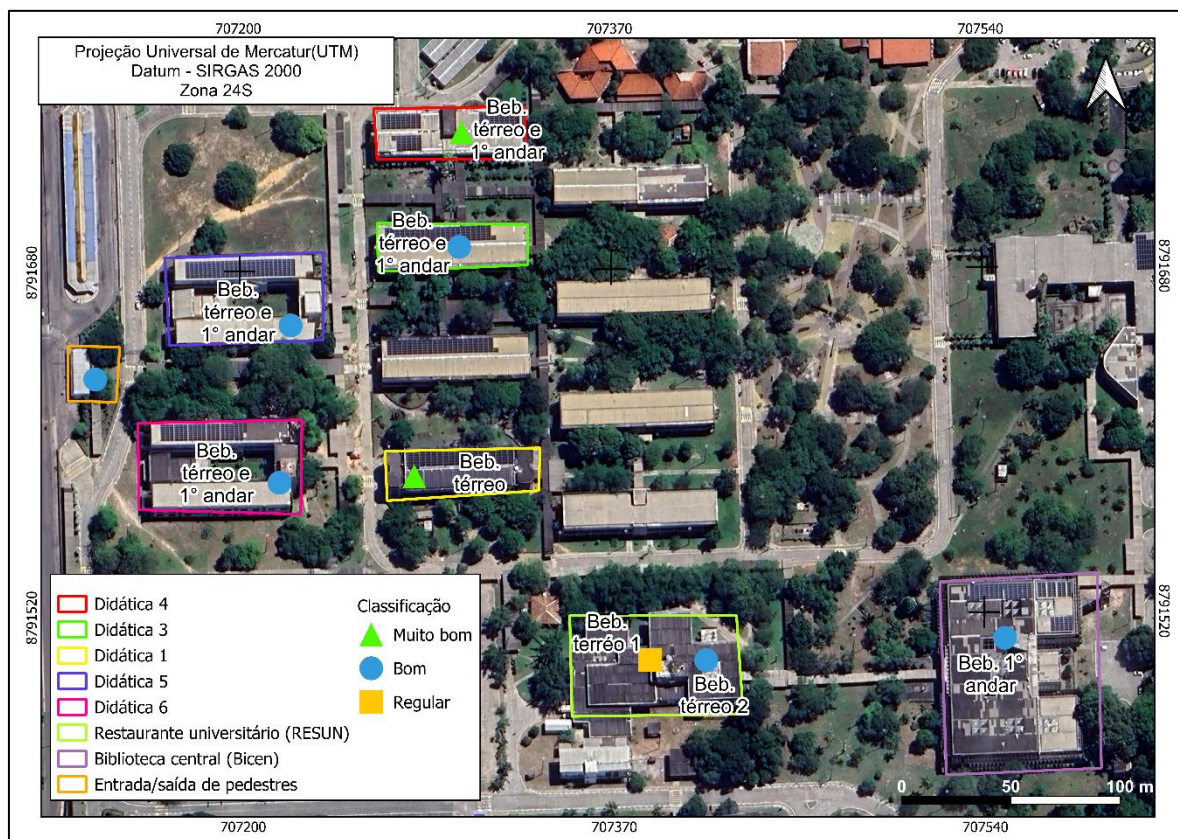 707200
707370
707540
Projeção Universal de Mercatur(UTM)
Datum - SIRGAS 2000
Zona 24S
Beb.
térreo e
1° andar
Beb.
térreo e
1° andar
8791680
8791680
Beb.
térreo e
1° andar
Beb.
térreo e
1° andar
Beb.
térreo
8791520
8791520
Didática 4
Didática 3
Didática 1
Didática 5
Didática 6
Restaurante universitário (RESUN)
Biblioteca central (Bicen)
Entrada/saída de pedestres
Classificação
Muito bom
Bom
Regular
Beb.
terréo 1
Beb.
térreo 2
Beb. 1°
andar
0 50 100 m
707200
707370
707540